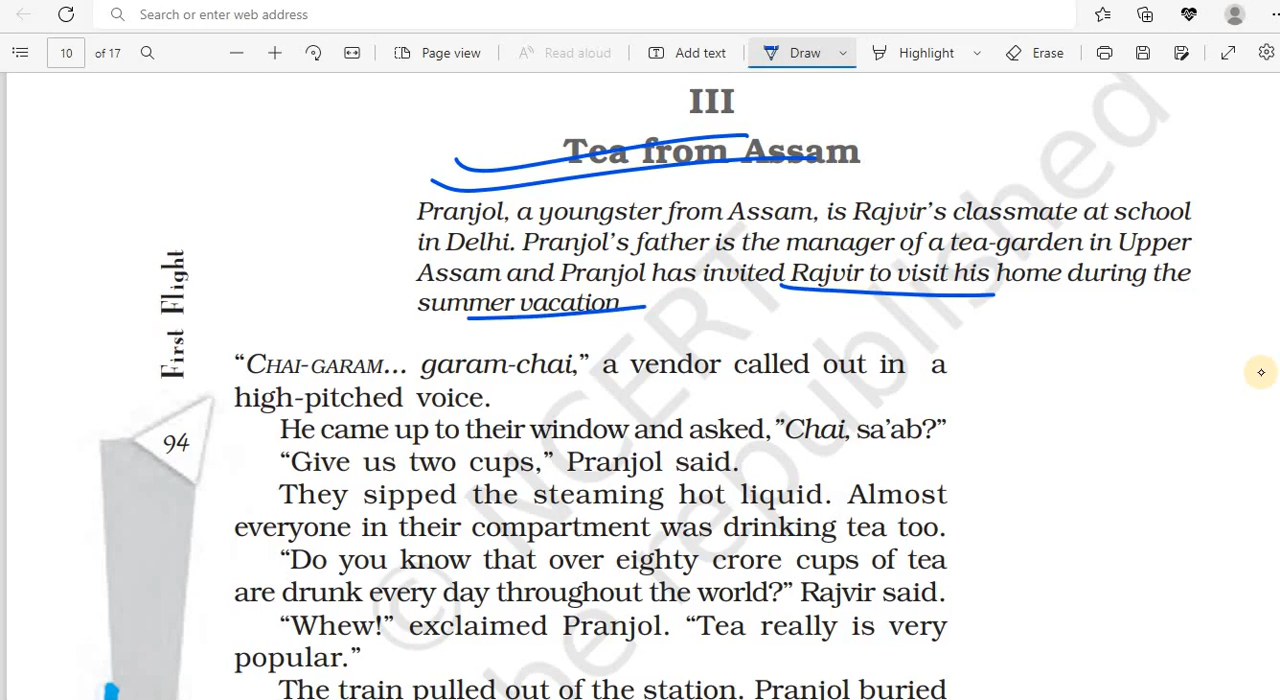 Search or enter web address
10 of 17 Page view Read aloud Add text Draw Highlight Erase
III
Tea from Assam
Pranjol, a youngster from Assam, is Rajvir’s classmate at school
in Delhi. Pranjol’s father is the manager of a tea-garden in Upper
Assam and Pranjol has invited Rajvir to visit his home during the
summer vacation
First Flight
94
“CHAI-GARAM... garam-chai,” a vendor called out in a
high-pitched voice.
He came up to their window and asked, ”Chai, sa’ab?”
“Give us two cups,” Pranjol said.
They sipped the steaming hot liquid. Almost
everyone in their compartment was drinking tea too.
“Do you know that over eighty crore cups of tea
are drunk every day throughout the world?” Rajvir said.
“Whew!” exclaimed Pranjol. “Tea really is very
popular.”
The train pulled out of the station. Pranjol buried
© NCERT
be republished